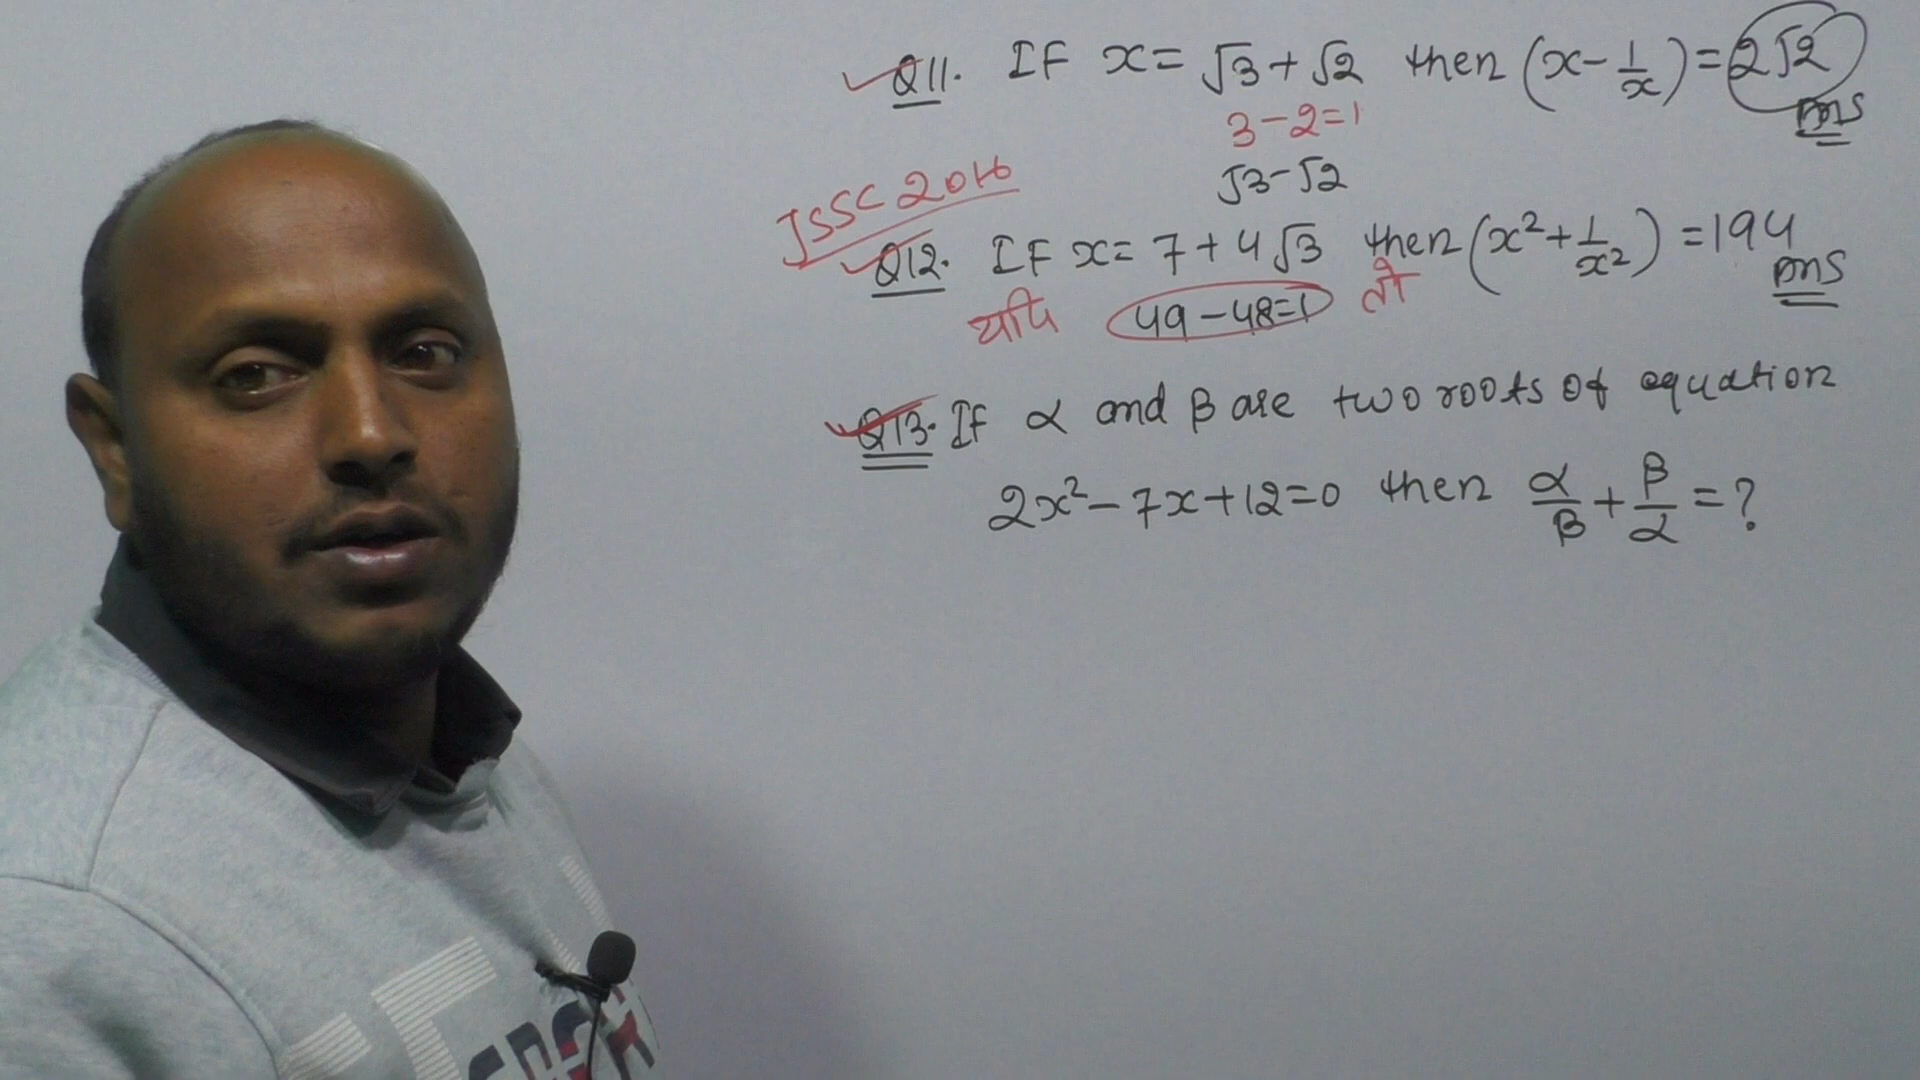 Q11. If x = √3 + √2 then (x - 1/x) = 2√2 Ans
3 - 2 = 1
√3 - √2
JSSC 2016
Q12. If x = 7 + 4√3 then (x² + 1/x²) = 194 Ans
यदि 49 - 48 = 1 तो
Q13. If α and β are two roots of equation
2x² - 7x + 12 = 0 then α/β + β/α = ?